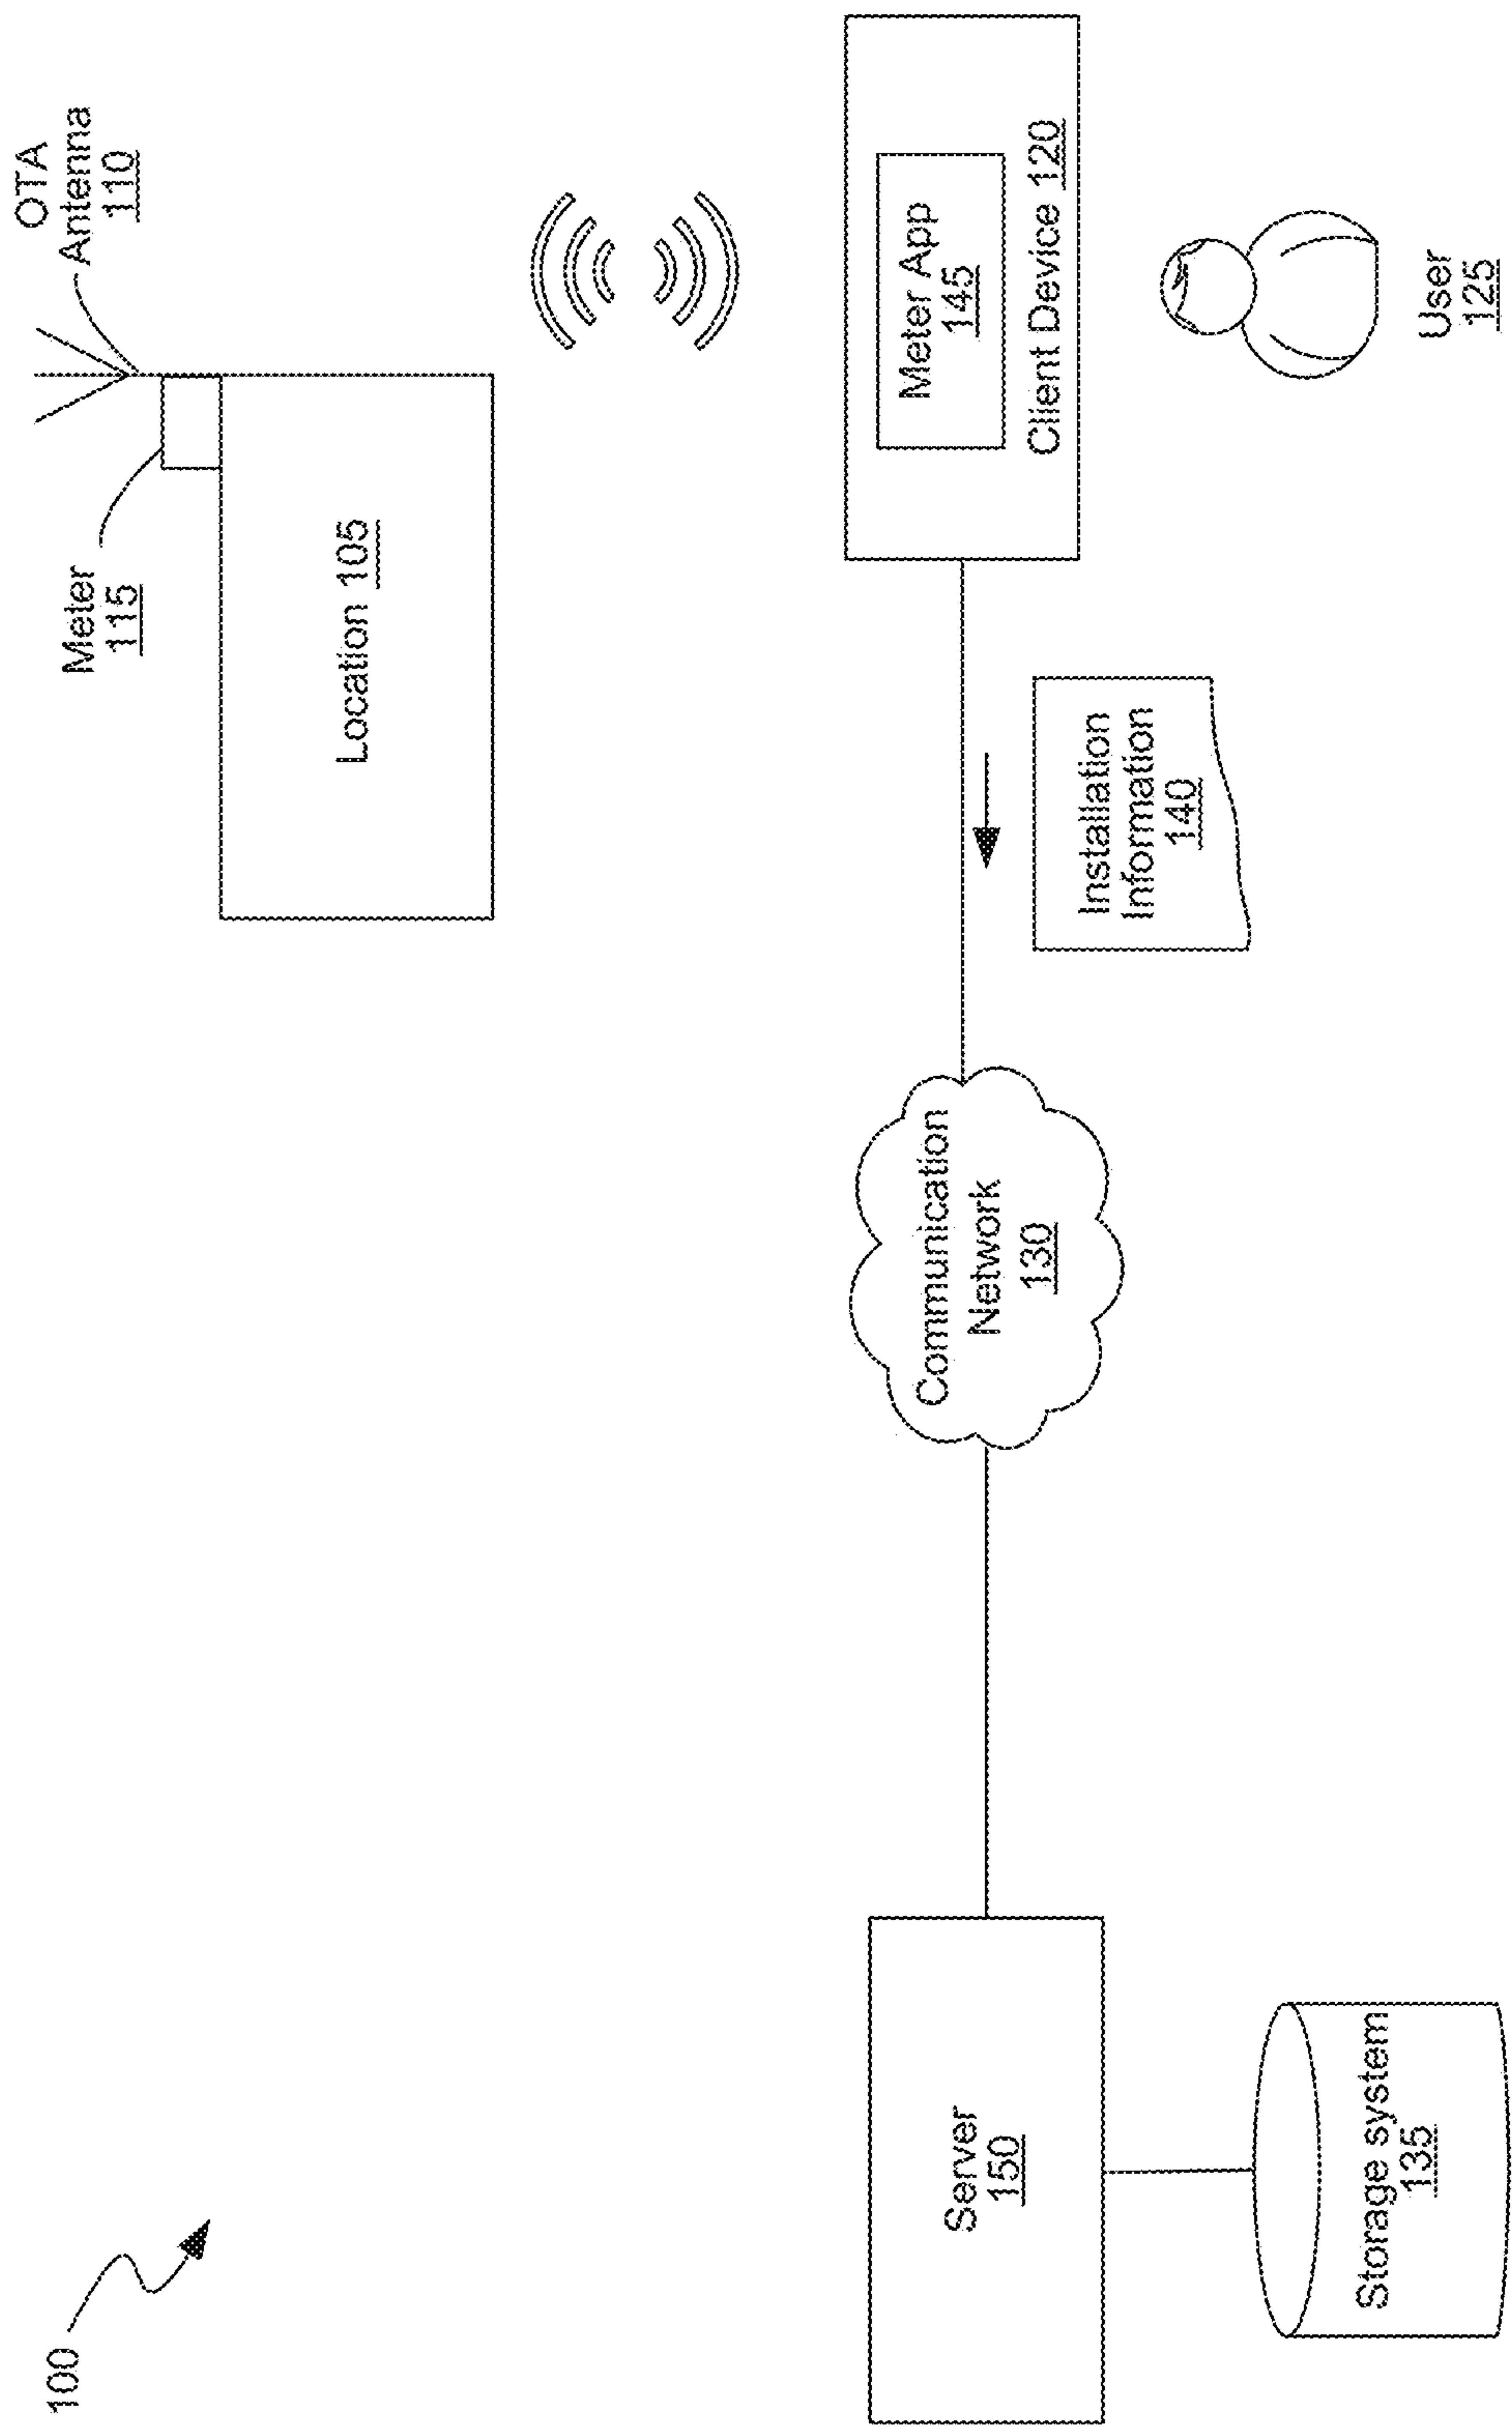 100
OTA
Antenna
110
Meter
115
Location 105
Meter App
145
Client Device 120
User
125
Installation
Information
140
Communication
Network
130
Server
150
Storage system
135